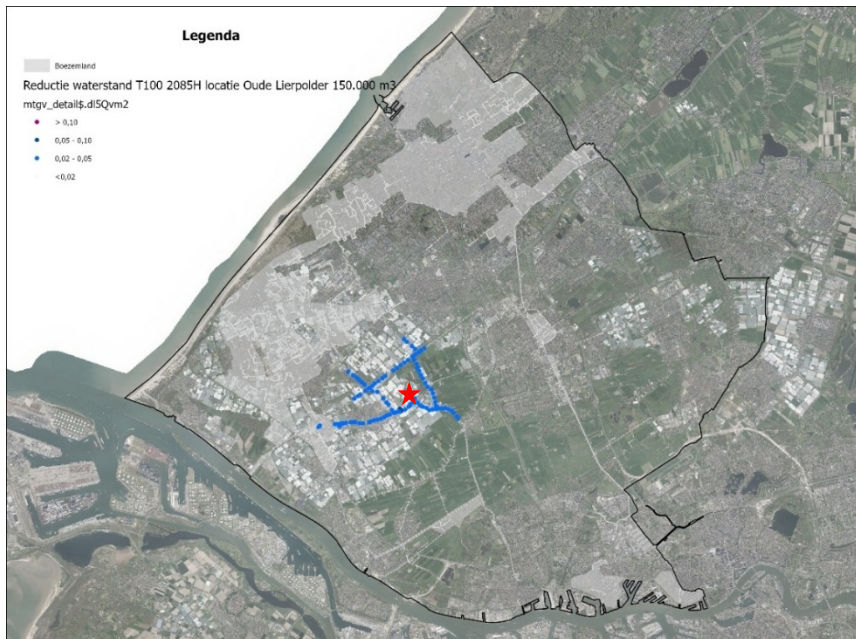 Legenda
Boezemland
Reductie waterstand T100 2085H locatie Oude Lierpolder 150.000 m3
mtgv_detail$.dl5Qvm2
> 0,10
0,05 - 0,10
0,02 - 0,05
<0,02